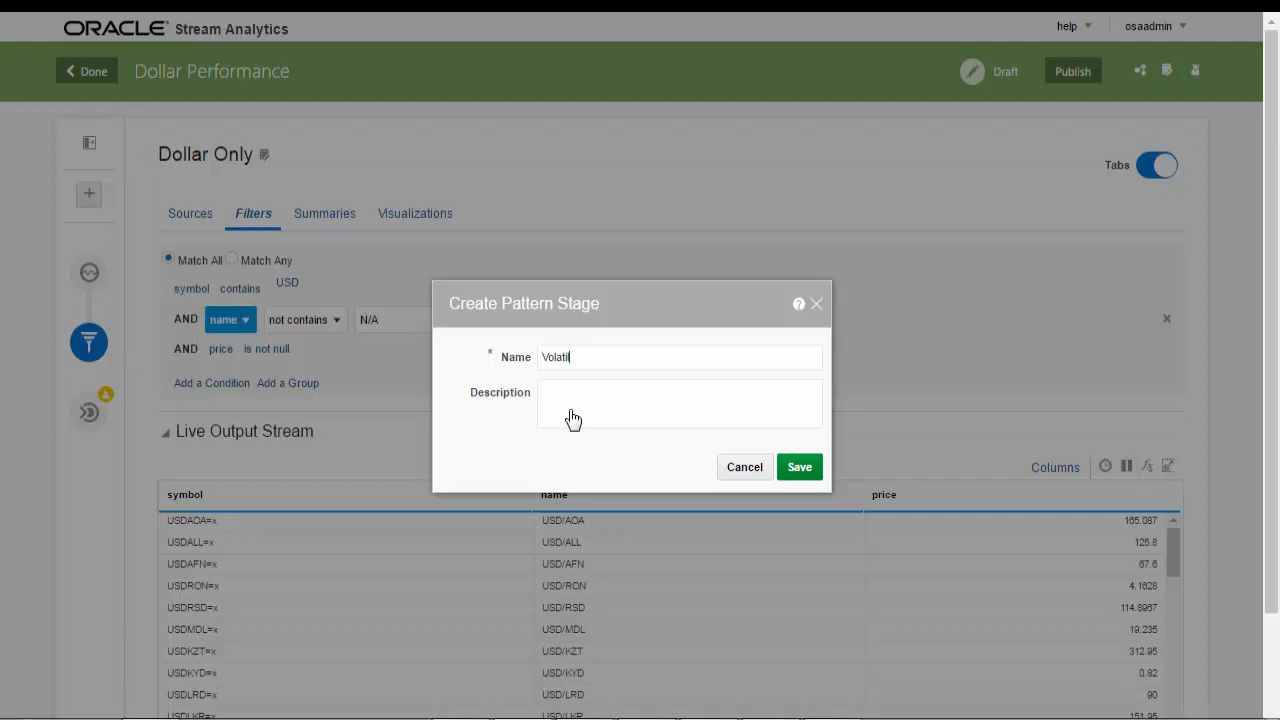 ORACLE Stream Analytics
help
osaadmin
Done
Dollar Performance
Draft
Publish
Dollar Only
Tabs
Sources Filters Summaries Visualizations
Match All Match Any
symbol contains USD
AND name not contains N/A
AND price is not null
Add a Condition Add a Group
Create Pattern Stage
?
* Name Volatil
Description
Cancel Save
Live Output Stream
Columns
symbol name price
USDAOA=x USD/AOA 165.087
USDALL=x USD/ALL 125.8
USDAFN=x USD/AFN 67.6
USDRON=x USD/RON 4.1628
USDRSD=x USD/RSD 114.8967
USDMDL=x USD/MDL 19.235
USDKZT=x USD/KZT 312.95
USDKYD=x USD/KYD 0.82
USDLRD=x USD/LRD 90
USDLKR=x USD/LKR 151.95